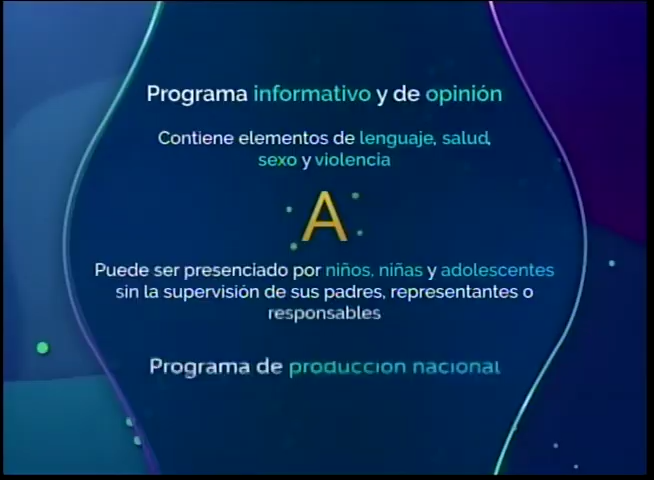 Programa informativo y de opinión
Contiene elementos de lenguaje, salud,
sexo y violencia
A
Puede ser presenciado por niños, niñas y adolescentes
sin la supervisión de sus padres, representantes o
responsables
Programa de producción nacional